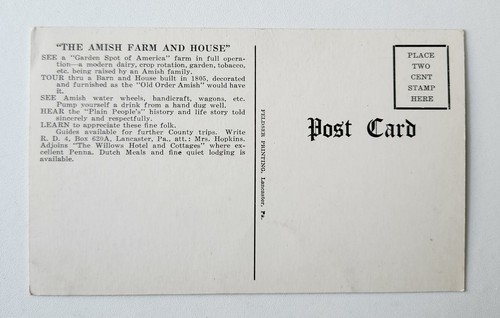 "THE AMISH FARM AND HOUSE"
SEE a "Garden Spot of America" farm in full opera-
tion—a modern dairy, crop rotation, garden, tobacco,
etc. being raised by an Amish family.
TOUR thru a Barn and House built in 1805, decorated
and furnished as the "Old Order Amish" would have
it.
SEE Amish water wheels, handicraft, wagons, etc.
Pump yourself a drink from a hand dug well.
HEAR the "Plain People's" history and life story told
sincerely and respectfully.
LEARN to appreciate these fine folk.
Guides available for further County trips. Write
R. D. 4, Box 620A, Lancaster, Pa., att.: Mrs. Hopkins.
Adjoins "The Willows Hotel and Cottages" where ex-
cellent Penna. Dutch Meals and fine quiet lodging is
available.
FELDSER PRINTING, Lancaster, Pa.
Post Card
PLACE
TWO
CENT
STAMP
HERE